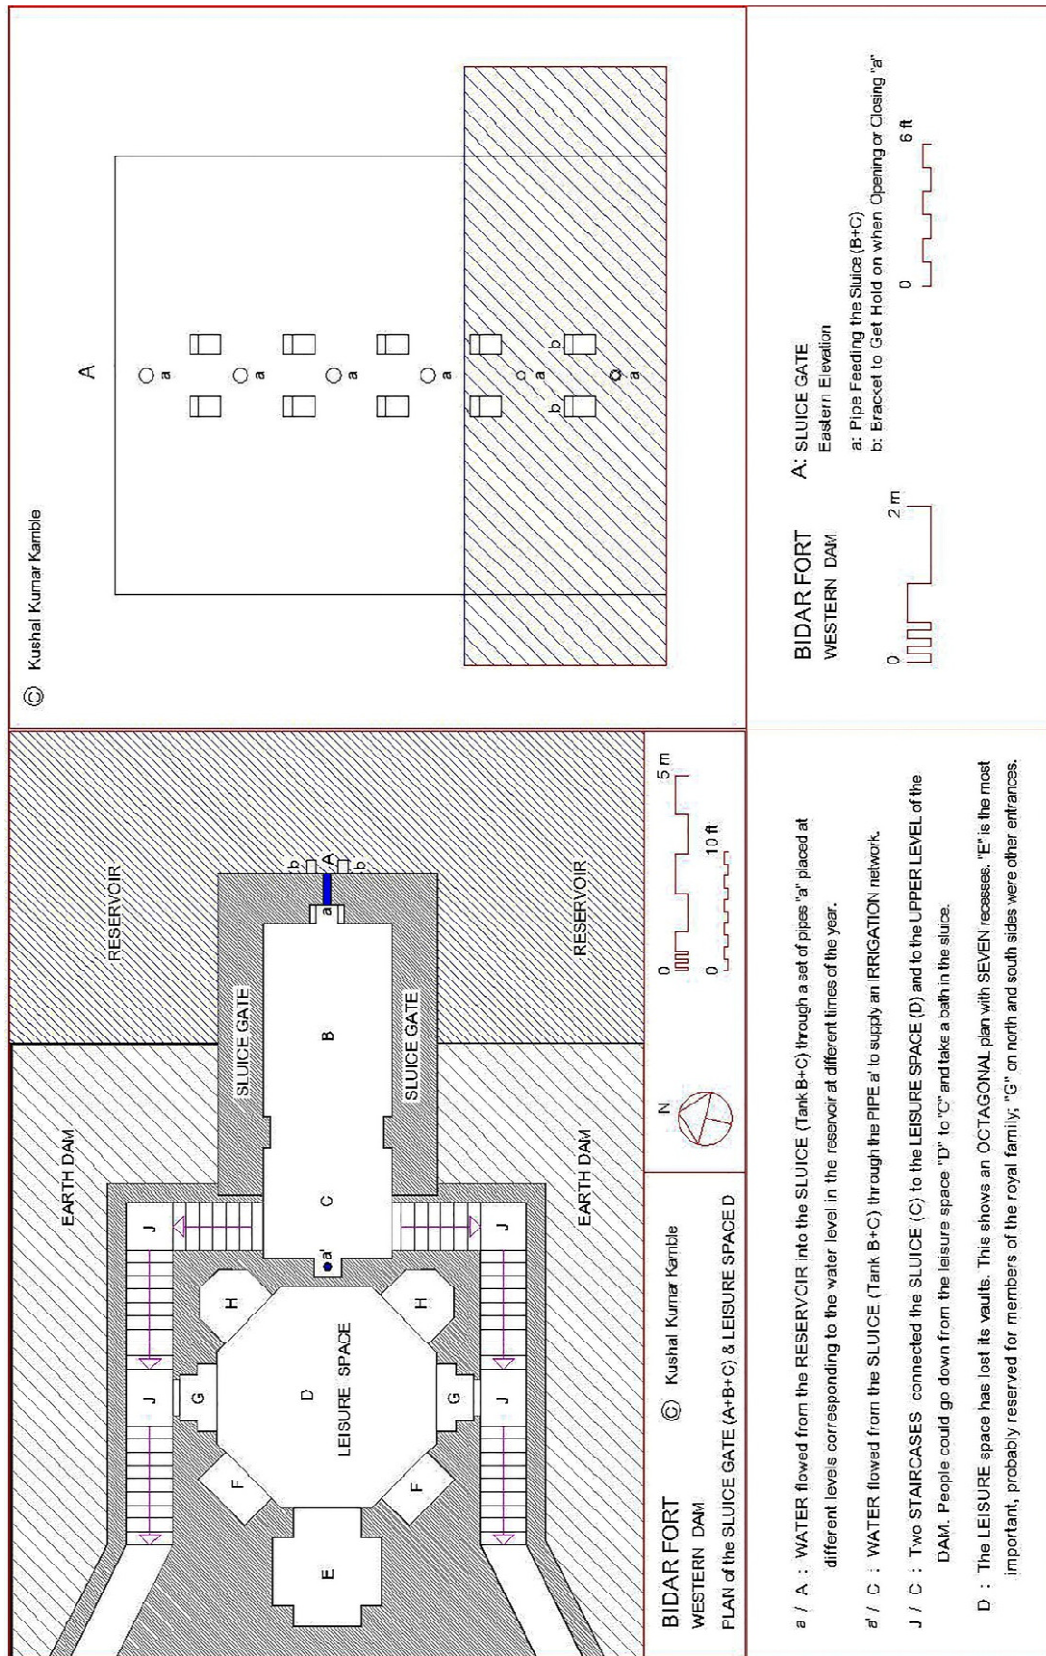 RESERVOIR
RESERVOIR
EARTH DAM
EARTH DAM
SLUICE GATE
SLUICE GATE
J
J
J
J
H
H
G
G
F
F
E
D
LEISURE SPACE
C
a'
B
a
A
b
b
BIDAR FORT
WESTERN DAM
© Kushal Kumar Kamble
PLAN of the SLUICE GATE (A+B+C) & LEISURE SPACE D
N
0 5 m
0 10 ft
© Kushal Kumar Kamble
A
a
a
a
a
a
a
b
b
BIDAR FORT
WESTERN DAM
0 2 m
A: SLUICE GATE
Eastern Elevation
a: Pipe Feeding the Sluice (B+C)
b: Bracket to Get Hold on when Opening or Closing "a"
0 6 ft
a / A : WATER flowed from the RESERVOIR into the SLUICE (Tank B+C) through a set of pipes "a" placed at
different levels corresponding to the water level in the reservoir at different times of the year.
a' / C : WATER flowed from the SLUICE (Tank B+C) through the PIPE a' to supply an IRRIGATION network.
J / C : Two STAIRCASES connected the SLUICE (C) to the LEISURE SPACE (D) and to the UPPER LEVEL of the
DAM. People could go down from the leisure space "D" to "C" and take a bath in the sluice.
D : The LEISURE space has lost its vaults. This shows an OCTAGONAL plan with SEVEN recesses. "E" is the most
important, probably reserved for members of the royal family; "G" on north and south sides were other entrances.